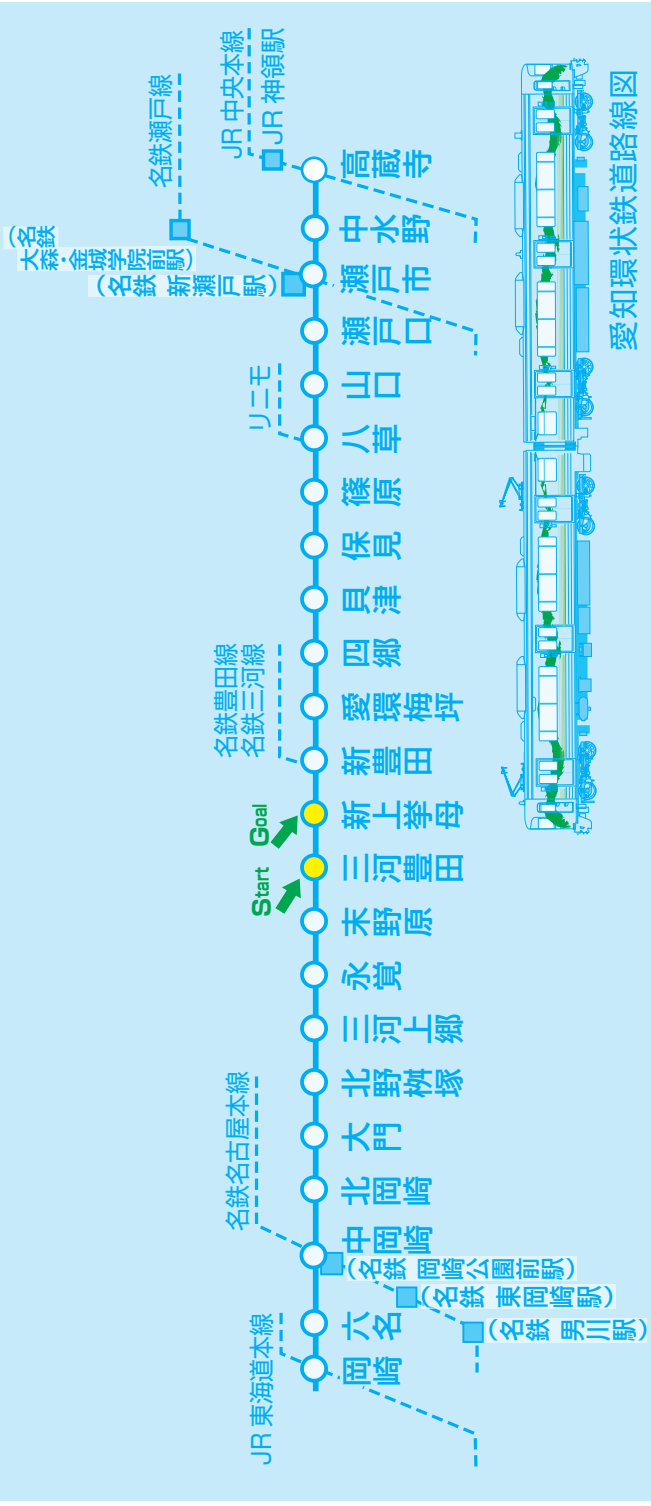 愛知環状鉄道路線図
JR 中央本線
JR 神領駅
高蔵寺
中水野
名鉄瀬戸線
(名鉄
大森・金城学院前駅)
(名鉄 新瀬戸駅)
瀬戸市
瀬戸口
山口
リニモ
八草
篠原
保見
貝津
四郷
愛環梅坪
名鉄豊田線
名鉄三河線
新豊田
Goal
新上挙母
Start
三河豊田
末野原
永覚
三河上郷
北野桝塚
大門
北岡崎
名鉄名古屋本線
中岡崎
(名鉄 岡崎公園前駅)
(名鉄 東岡崎駅)
(名鉄 男川駅)
六名
JR 東海道本線
岡崎